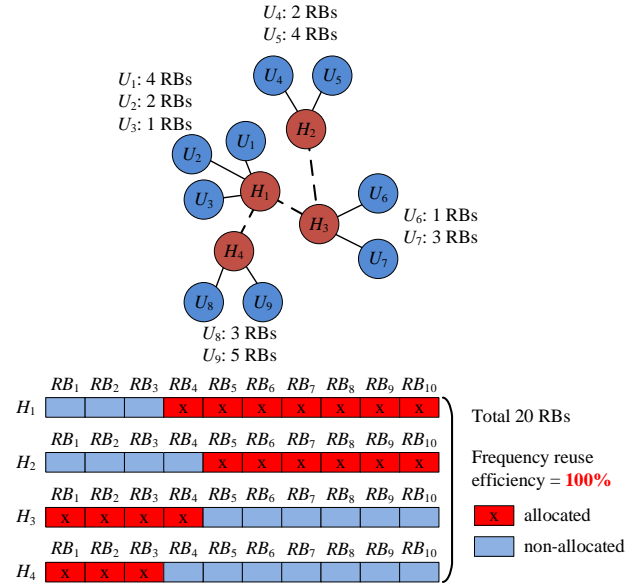 U4: 2 RBs
U5: 4 RBs
U4
U5
U1: 4 RBs
U2: 2 RBs
U3: 1 RBs
H2
U1
U2
H1
U6
U3
H3
U6: 1 RBs
U7: 3 RBs
H4
U7
U8
U9
U8: 3 RBs
U9: 5 RBs
RB1 RB2 RB3 RB4 RB5 RB6 RB7 RB8 RB9 RB10
H1 x x x x x x x
Total 20 RBs
RB1 RB2 RB3 RB4 RB5 RB6 RB7 RB8 RB9 RB10
H2 x x x x x x
Frequency reuse
efficiency = 100%
RB1 RB2 RB3 RB4 RB5 RB6 RB7 RB8 RB9 RB10
H3 x x x x
x allocated
non-allocated
RB1 RB2 RB3 RB4 RB5 RB6 RB7 RB8 RB9 RB10
H4 x x x